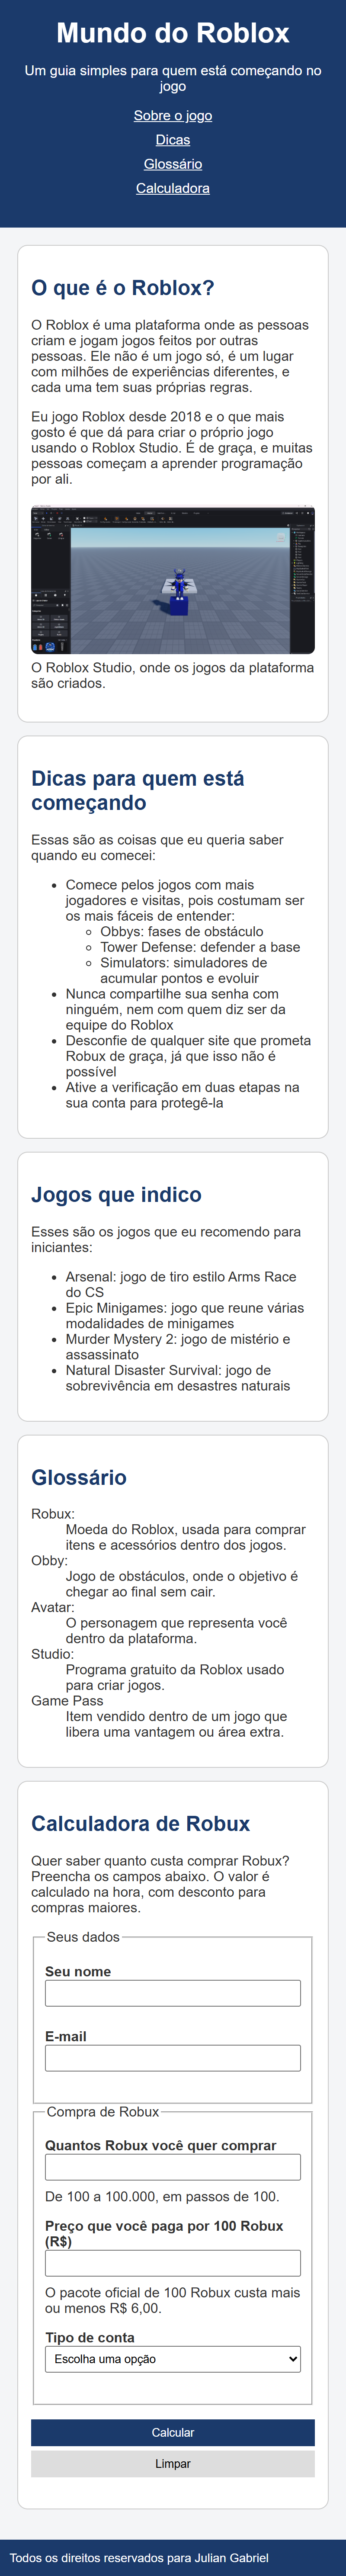 Mundo do Roblox
Um guia simples para quem está começando no
jogo
Sobre o jogo
Dicas
Glossário
Calculadora
O que é o Roblox?
O Roblox é uma plataforma onde as pessoas
criam e jogam jogos feitos por outras
pessoas. Ele não é um jogo só, é um lugar
com milhões de experiências diferentes, e
cada uma tem suas próprias regras.
Eu jogo Roblox desde 2018 e o que mais
gosto é que dá para criar o próprio jogo
usando o Roblox Studio. É de graça, e muitas
pessoas começam a aprender programação
por ali.
O Roblox Studio, onde os jogos da plataforma
são criados.
Dicas para quem está
começando
Essas são as coisas que eu queria saber
quando eu comecei:
Comece pelos jogos com mais
jogadores e visitas, pois costumam ser
os mais fáceis de entender:
Obbys: fases de obstáculo
Tower Defense: defender a base
Simulators: simuladores de
acumular pontos e evoluir
Nunca compartilhe sua senha com
ninguém, nem com quem diz ser da
equipe do Roblox
Desconfie de qualquer site que prometa
Robux de graça, já que isso não é
possível
Ative a verificação em duas etapas na
sua conta para protegê-la
Jogos que indico
Esses são os jogos que eu recomendo para
iniciantes:
Arsenal: jogo de tiro estilo Arms Race
do CS
Epic Minigames: jogo que reune várias
modalidades de minigames
Murder Mystery 2: jogo de mistério e
assassinato
Natural Disaster Survival: jogo de
sobrevivência em desastres naturais
Glossário
Robux:
Moeda do Roblox, usada para comprar
itens e acessórios dentro dos jogos.
Obby:
Jogo de obstáculos, onde o objetivo é
chegar ao final sem cair.
Avatar:
O personagem que representa você
dentro da plataforma.
Studio:
Programa gratuito da Roblox usado
para criar jogos.
Game Pass
Item vendido dentro de um jogo que
libera uma vantagem ou área extra.
Calculadora de Robux
Quer saber quanto custa comprar Robux?
Preencha os campos abaixo. O valor é
calculado na hora, com desconto para
compras maiores.
Seus dados
Seu nome
E-mail
Compra de Robux
Quantos Robux você quer comprar
De 100 a 100.000, em passos de 100.
Preço que você paga por 100 Robux
(R$)
O pacote oficial de 100 Robux custa mais
ou menos R$ 6,00.
Tipo de conta
Escolha uma opção
Calcular
Limpar
Todos os direitos reservados para Julian Gabriel